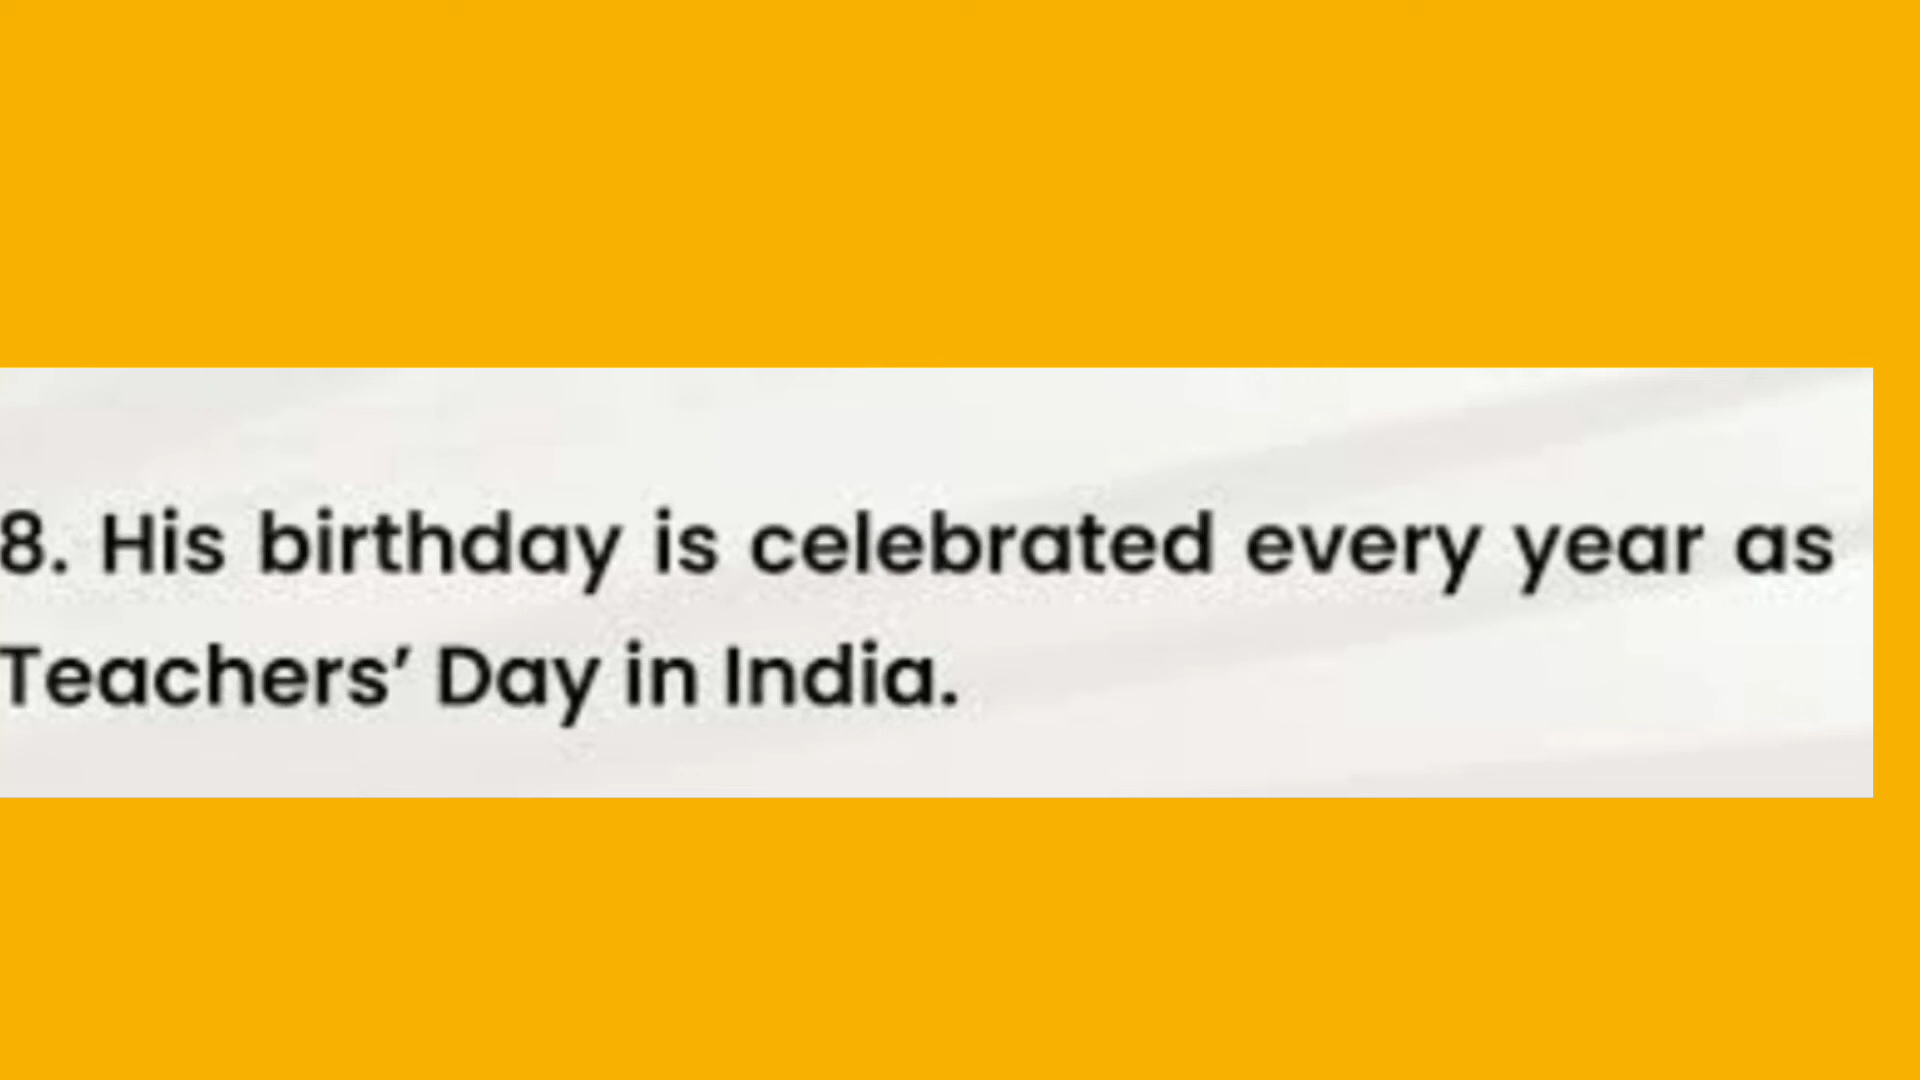 8. His birthday is celebrated every year as
Teachers’ Day in India.